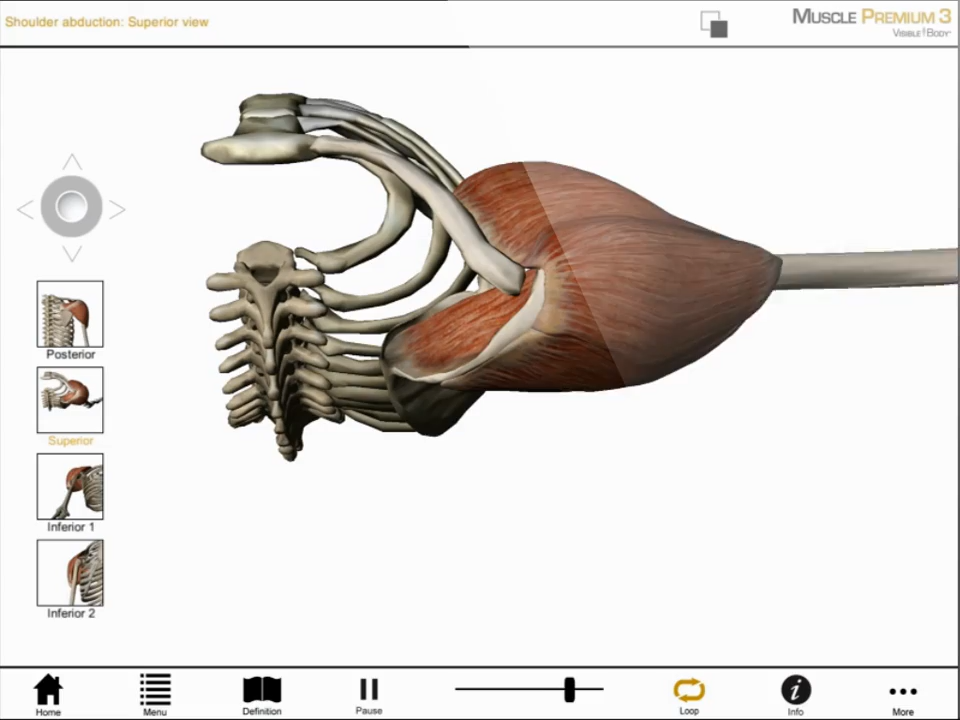 Shoulder abduction: Superior view
MUSCLE PREMIUM 3
VISIBLE BODY
Posterior
Superior
Inferior 1
Inferior 2
Home
Menu
Definition
Pause
Loop
Info
More